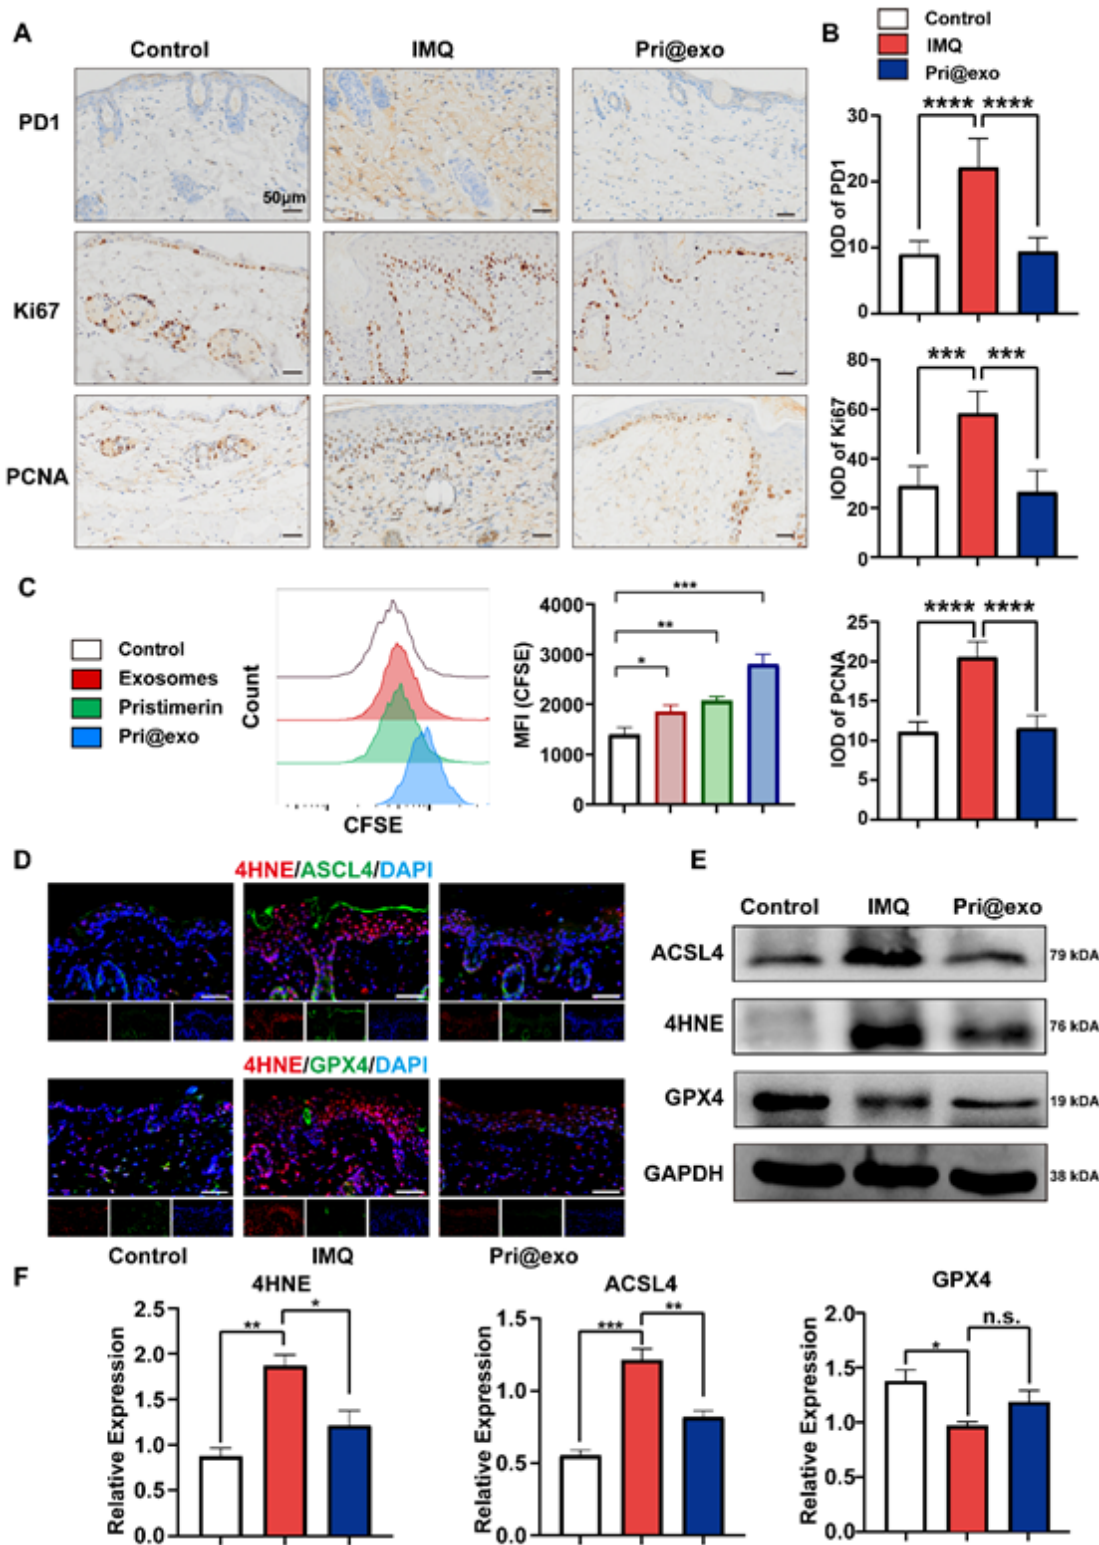 A
Control
IMQ
Pri@exo
PD1
50μm
Ki67
PCNA
B
Control
IMQ
Pri@exo
****
****
IOD of PD1
30
20
10
0
***
***
IOD of Ki67
80
60
40
20
0
****
****
IOD of PCNA
25
20
15
10
5
0
C
Control
Exosomes
Pristimerin
Pri@exo
Count
CFSE
MFI (CFSE)
4000
3000
2000
1000
0
***
**
*
D
4HNE/ASCL4/DAPI
4HNE/GPX4/DAPI
Control
IMQ
Pri@exo
E
Control
IMQ
Pri@exo
ACSL4
79 kDA
4HNE
76 kDA
GPX4
19 kDA
GAPDH
38 kDA
F
4HNE
Relative Expression
2.5
2.0
1.5
1.0
0.5
0.0
**
*
ACSL4
Relative Expression
1.5
1.0
0.5
0.0
***
**
GPX4
Relative Expression
2.0
1.5
1.0
0.5
0.0
*
n.s.